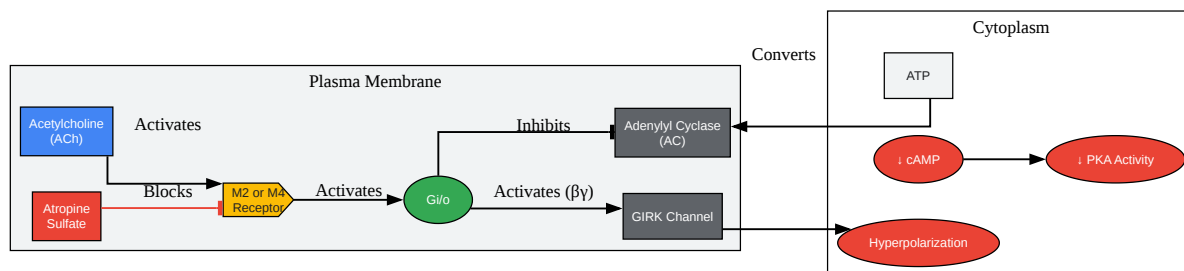 Cytoplasm
Converts
ATP
Plasma Membrane
Acetylcholine
(ACh)
Activates
Inhibits
Adenylyl Cyclase
(AC)
↓ cAMP
↓ PKA Activity
Blocks
M2 or M4
Receptor
Activates
Gi/o
Activates (βγ)
Atropine
Sulfate
GIRK Channel
Hyperpolarization